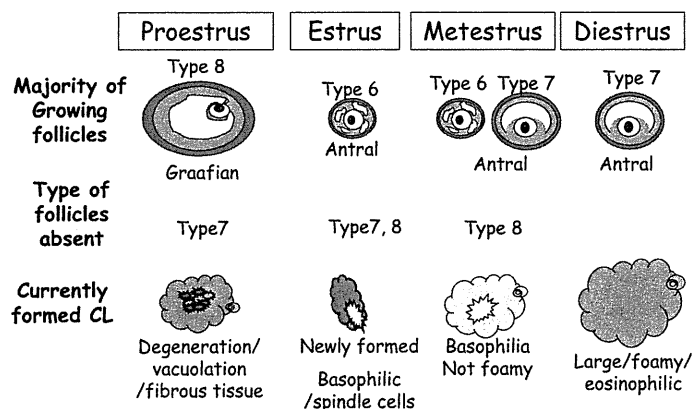 Proestrus Estrus Metestrus Diestrus
Majority of
Growing
follicles
Type 8
Type 6
Type 6 Type 7
Type 7
Graafian
Antral
Antral
Antral
Type of
follicles
absent
Type7
Type7, 8
Type 8
Currently
formed CL
Degeneration/
vacuolation
/fibrous tissue
Newly formed
Basophilic
/spindle cells
Basophilia
Not foamy
Large/foamy/
eosinophilic